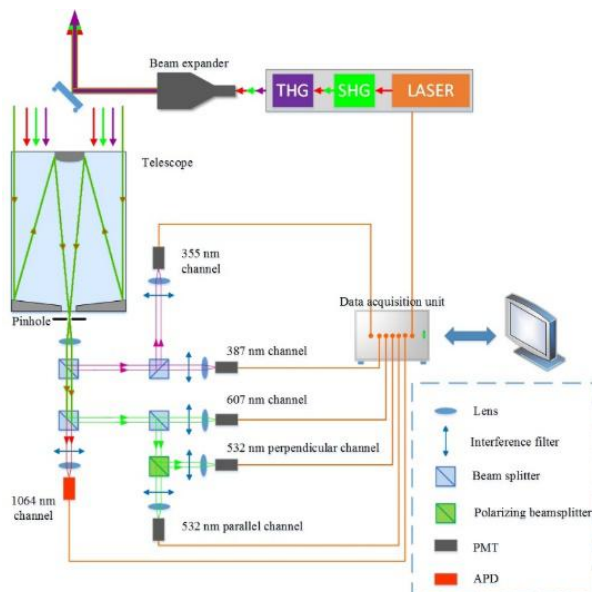 Beam expander
THG
SHG
LASER
Telescope
355 nm
channel
Pinhole
Data acquisition unit
387 nm channel
607 nm channel
532 nm perpendicular channel
1064 nm
channel
532 nm parallel channel
Lens
Interference filter
Beam splitter
Polarizing beamsplitter
PMT
APD